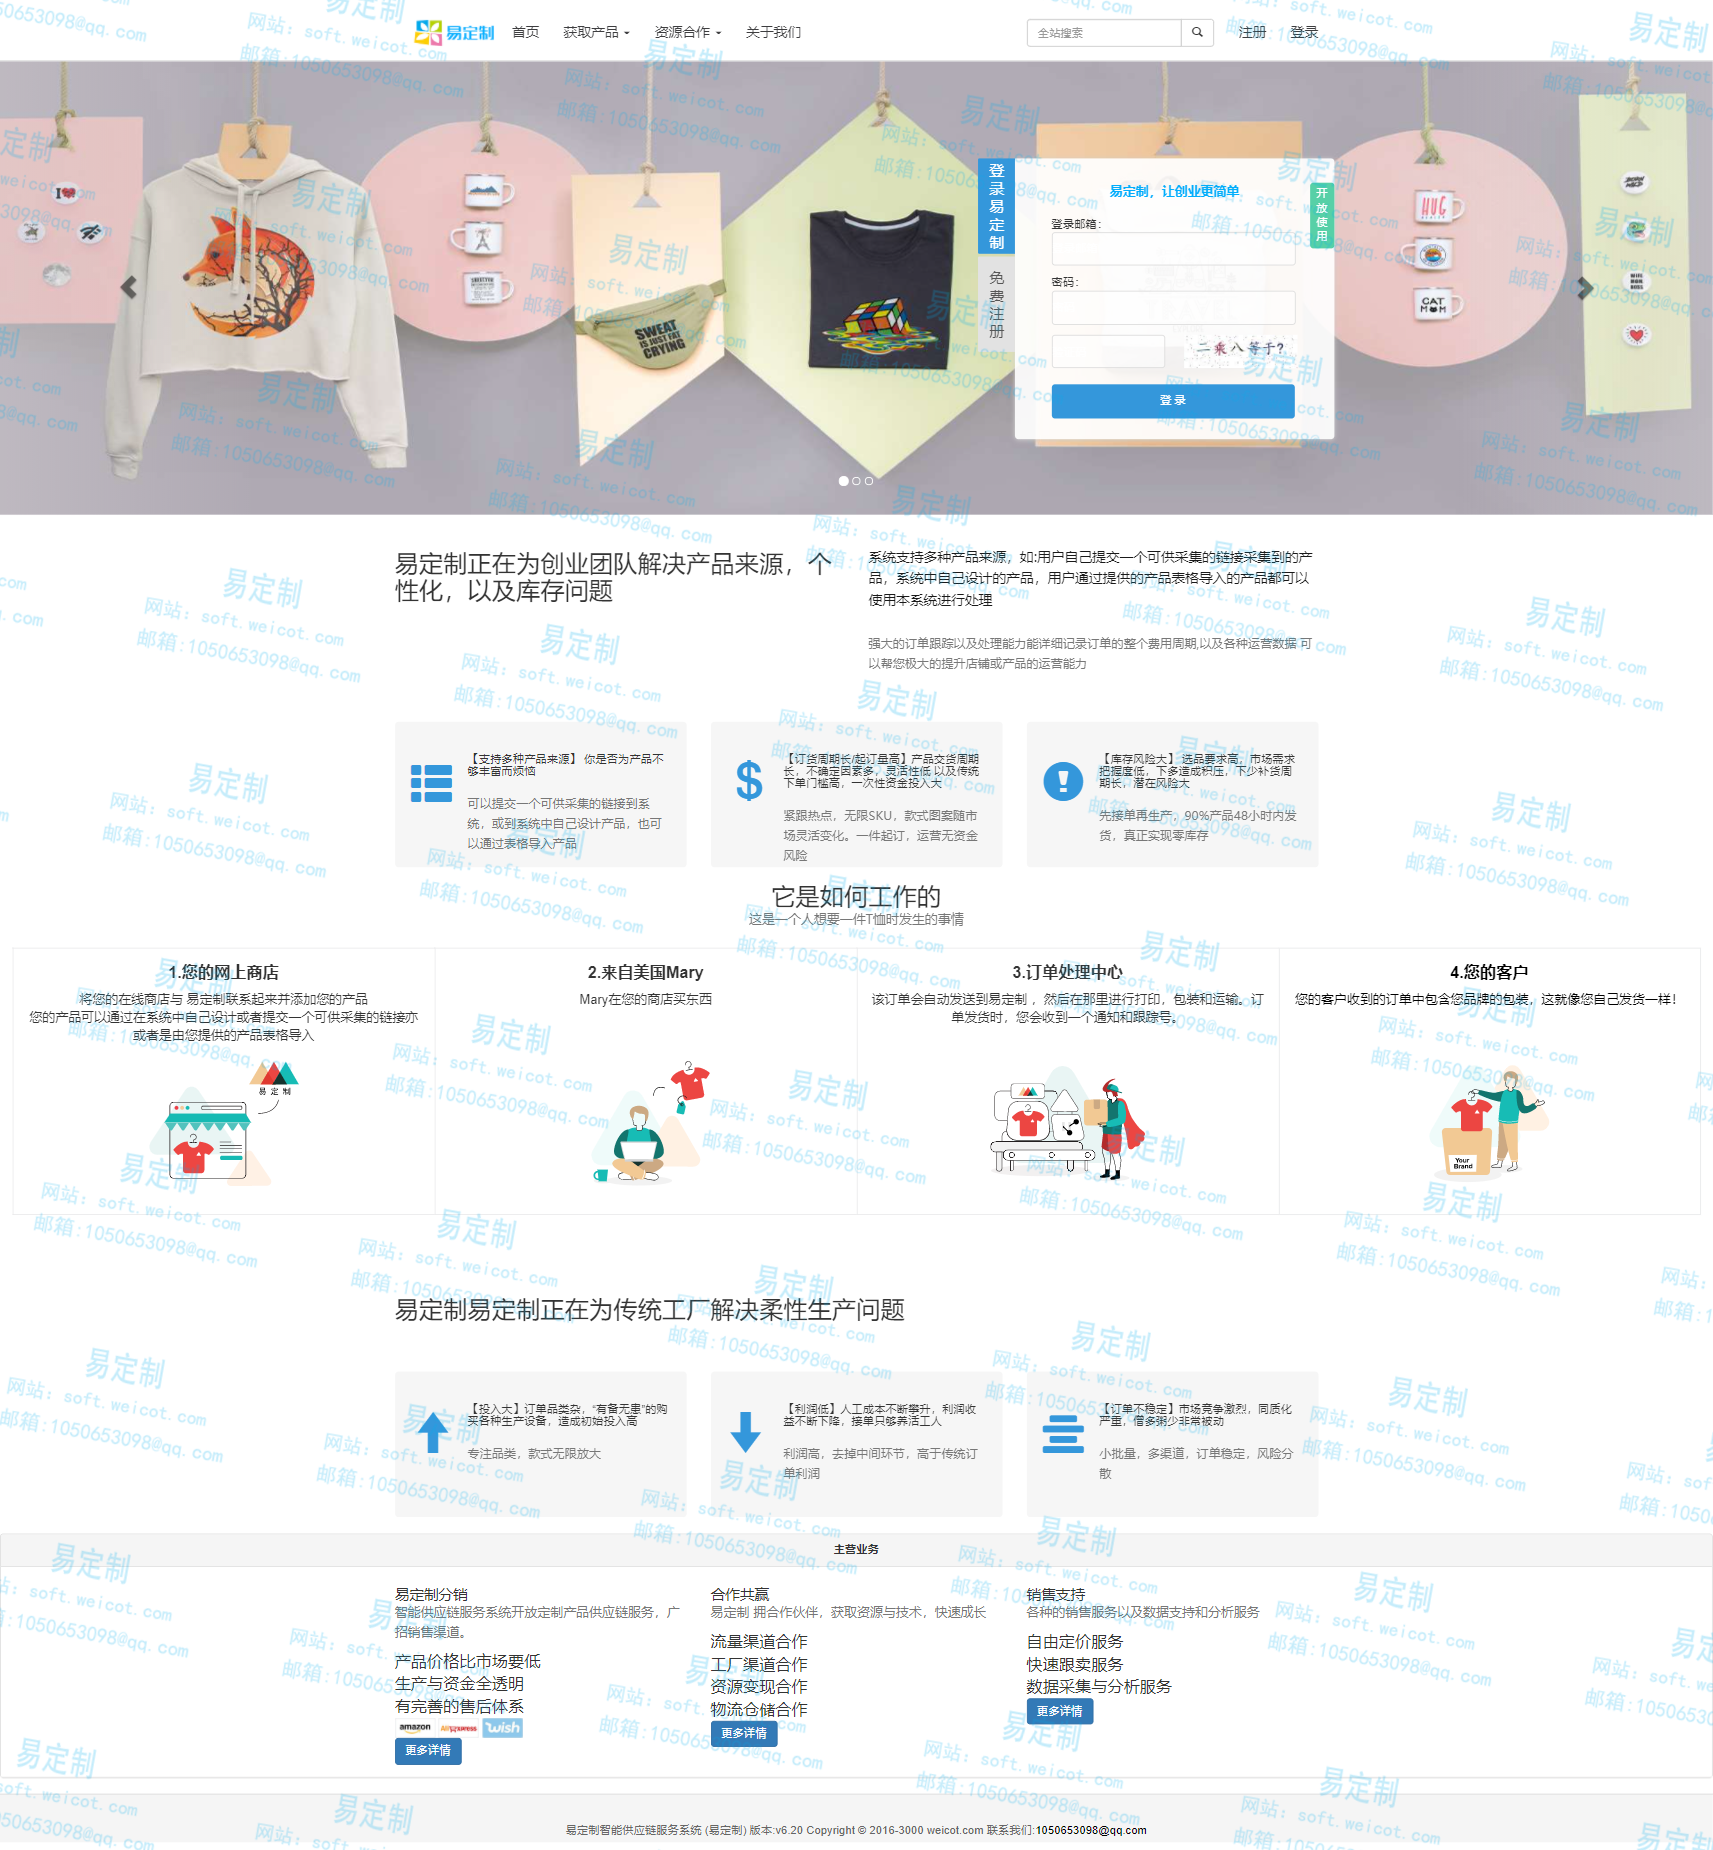 易定制
首页
获取产品
资源合作
关于我们
全站搜索
注册
登录
登录易定制
免费注册
易定制，让创业更简单
开放使用
登录邮箱：
密码：
二乘八等于?
登 录
SWEAT
IS JUST FAT
CRYING
HUG
CAT
MOM
易定制正在为创业团队解决产品来源，个
性化，以及库存问题
系统支持多种产品来源，如:用户自己提交一个可供采集的链接采集到的产
品，系统中自己设计的产品，用户通过提供的产品表格导入的产品都可以
使用本系统进行处理
强大的订单跟踪以及处理能力能详细记录订单的整个费用周期,以及各种运营数据 可
以帮您极大的提升店铺或产品的运营能力
【支持多种产品来源】 你是否为产品不
够丰富而烦恼
可以提交一个可供采集的链接到系
统，或到系统中自己设计产品，也可
以通过表格导入产品
【订货周期长/起订量高】产品交货周期
长，不确定因素多，灵活性低 以及传统
下单门槛高，一次性资金投入大
紧跟热点，无限SKU，款式图案随市
场灵活变化。一件起订，运营无资金
风险
【库存风险大】 选品要求高，市场需求
把握度低，下多造成积压，下少补货周
期长，潜在风险大
先接单再生产，90%产品48小时内发
货，真正实现零库存
它是如何工作的
这是一个人想要一件T恤时发生的事情
1.您的网上商店
将您的在线商店与 易定制联系起来并添加您的产品
您的产品可以通过在系统中自己设计或者提交一个可供采集的链接亦
或者是由您提供的产品表格导入
易 定 制
2.来自美国Mary
Mary在您的商店买东西
3.订单处理中心
该订单会自动发送到易定制 ，然后在那里进行打印，包装和运输。订
单发货时，您会收到一个通知和跟踪号。
4.您的客户
您的客户收到的订单中包含您品牌的包装，这就像您自己发货一样！
Your
Brand
易定制易定制正在为传统工厂解决柔性生产问题
【投入大】订单品类杂，“有备无患”的购
买各种生产设备，造成初始投入高
专注品类，款式无限放大
【利润低】人工成本不断攀升，利润收
益不断下降，接单只够养活工人
利润高，去掉中间环节，高于传统订
单利润
【订单不稳定】市场竞争激烈，同质化
严重，僧多粥少非常被动
小批量，多渠道，订单稳定，风险分
散
主营业务
易定制分销
智能供应链服务系统开放定制产品供应链服务，广
招销售渠道。
产品价格比市场要低
生产与资金全透明
有完善的售后体系
amazon AliExpress wish
更多详情
合作共赢
易定制 拥合作伙伴，获取资源与技术，快速成长
流量渠道合作
工厂渠道合作
资源变现合作
物流仓储合作
更多详情
销售支持
各种的销售服务以及数据支持和分析服务
自由定价服务
快速跟卖服务
数据采集与分析服务
更多详情
易定制智能供应链服务系统 (易定制) 版本:v6.20 Copyright © 2016-3000 weicot.com 联系我们:1050653098@qq.com
易定制
网站：soft.weicot.com
邮箱:1050653098@qq.com